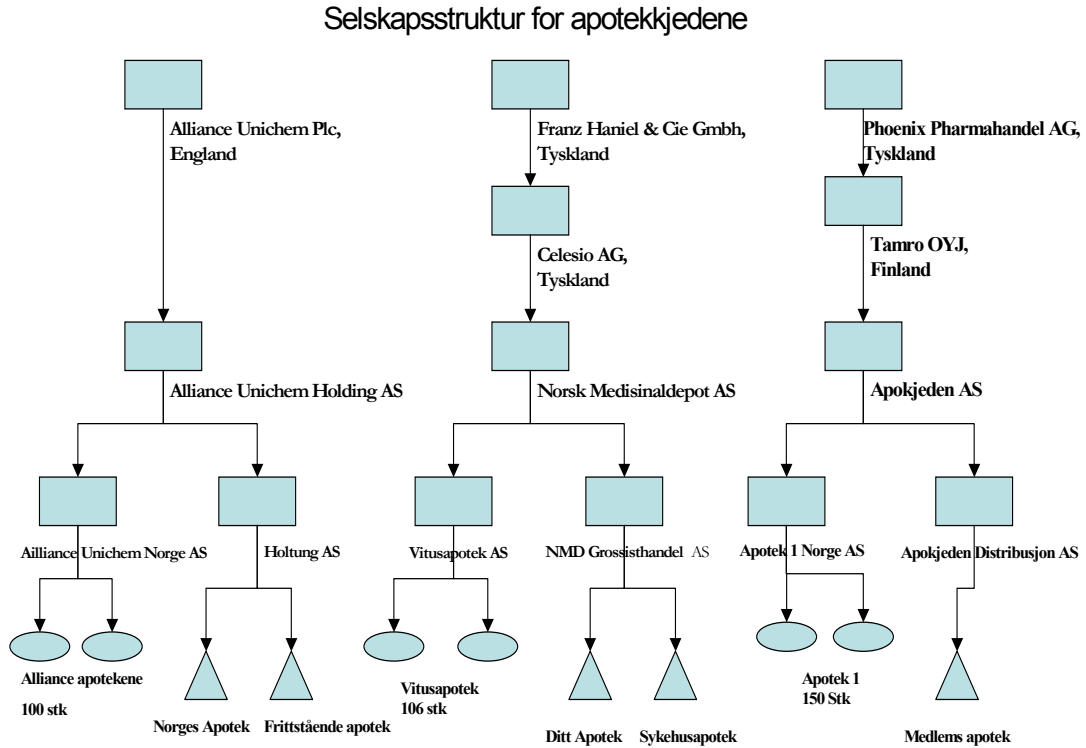 Selskapsstruktur for apotekkjedene
Alliance Unichem Plc,
England
Franz Haniel & Cie Gmbh,
Tyskland
Phoenix Pharmahandel AG,
Tyskland
Celesio AG,
Tyskland
Tamro OYJ,
Finland
Alliance Unichem Holding AS
Norsk Medisinaldepot AS
Apokjeden AS
Ailliance Unichem Norge AS
Holtung AS
Vitusapotek AS
NMD Grossisthandel AS
Apotek 1 Norge AS
Apokjeden Distribusjon AS
Alliance apotekene
100 stk
Norges Apotek
Frittstående apotek
Vitusapotek
106 stk
Ditt Apotek
Sykehusapotek
Apotek 1
150 Stk
Medlems apotek